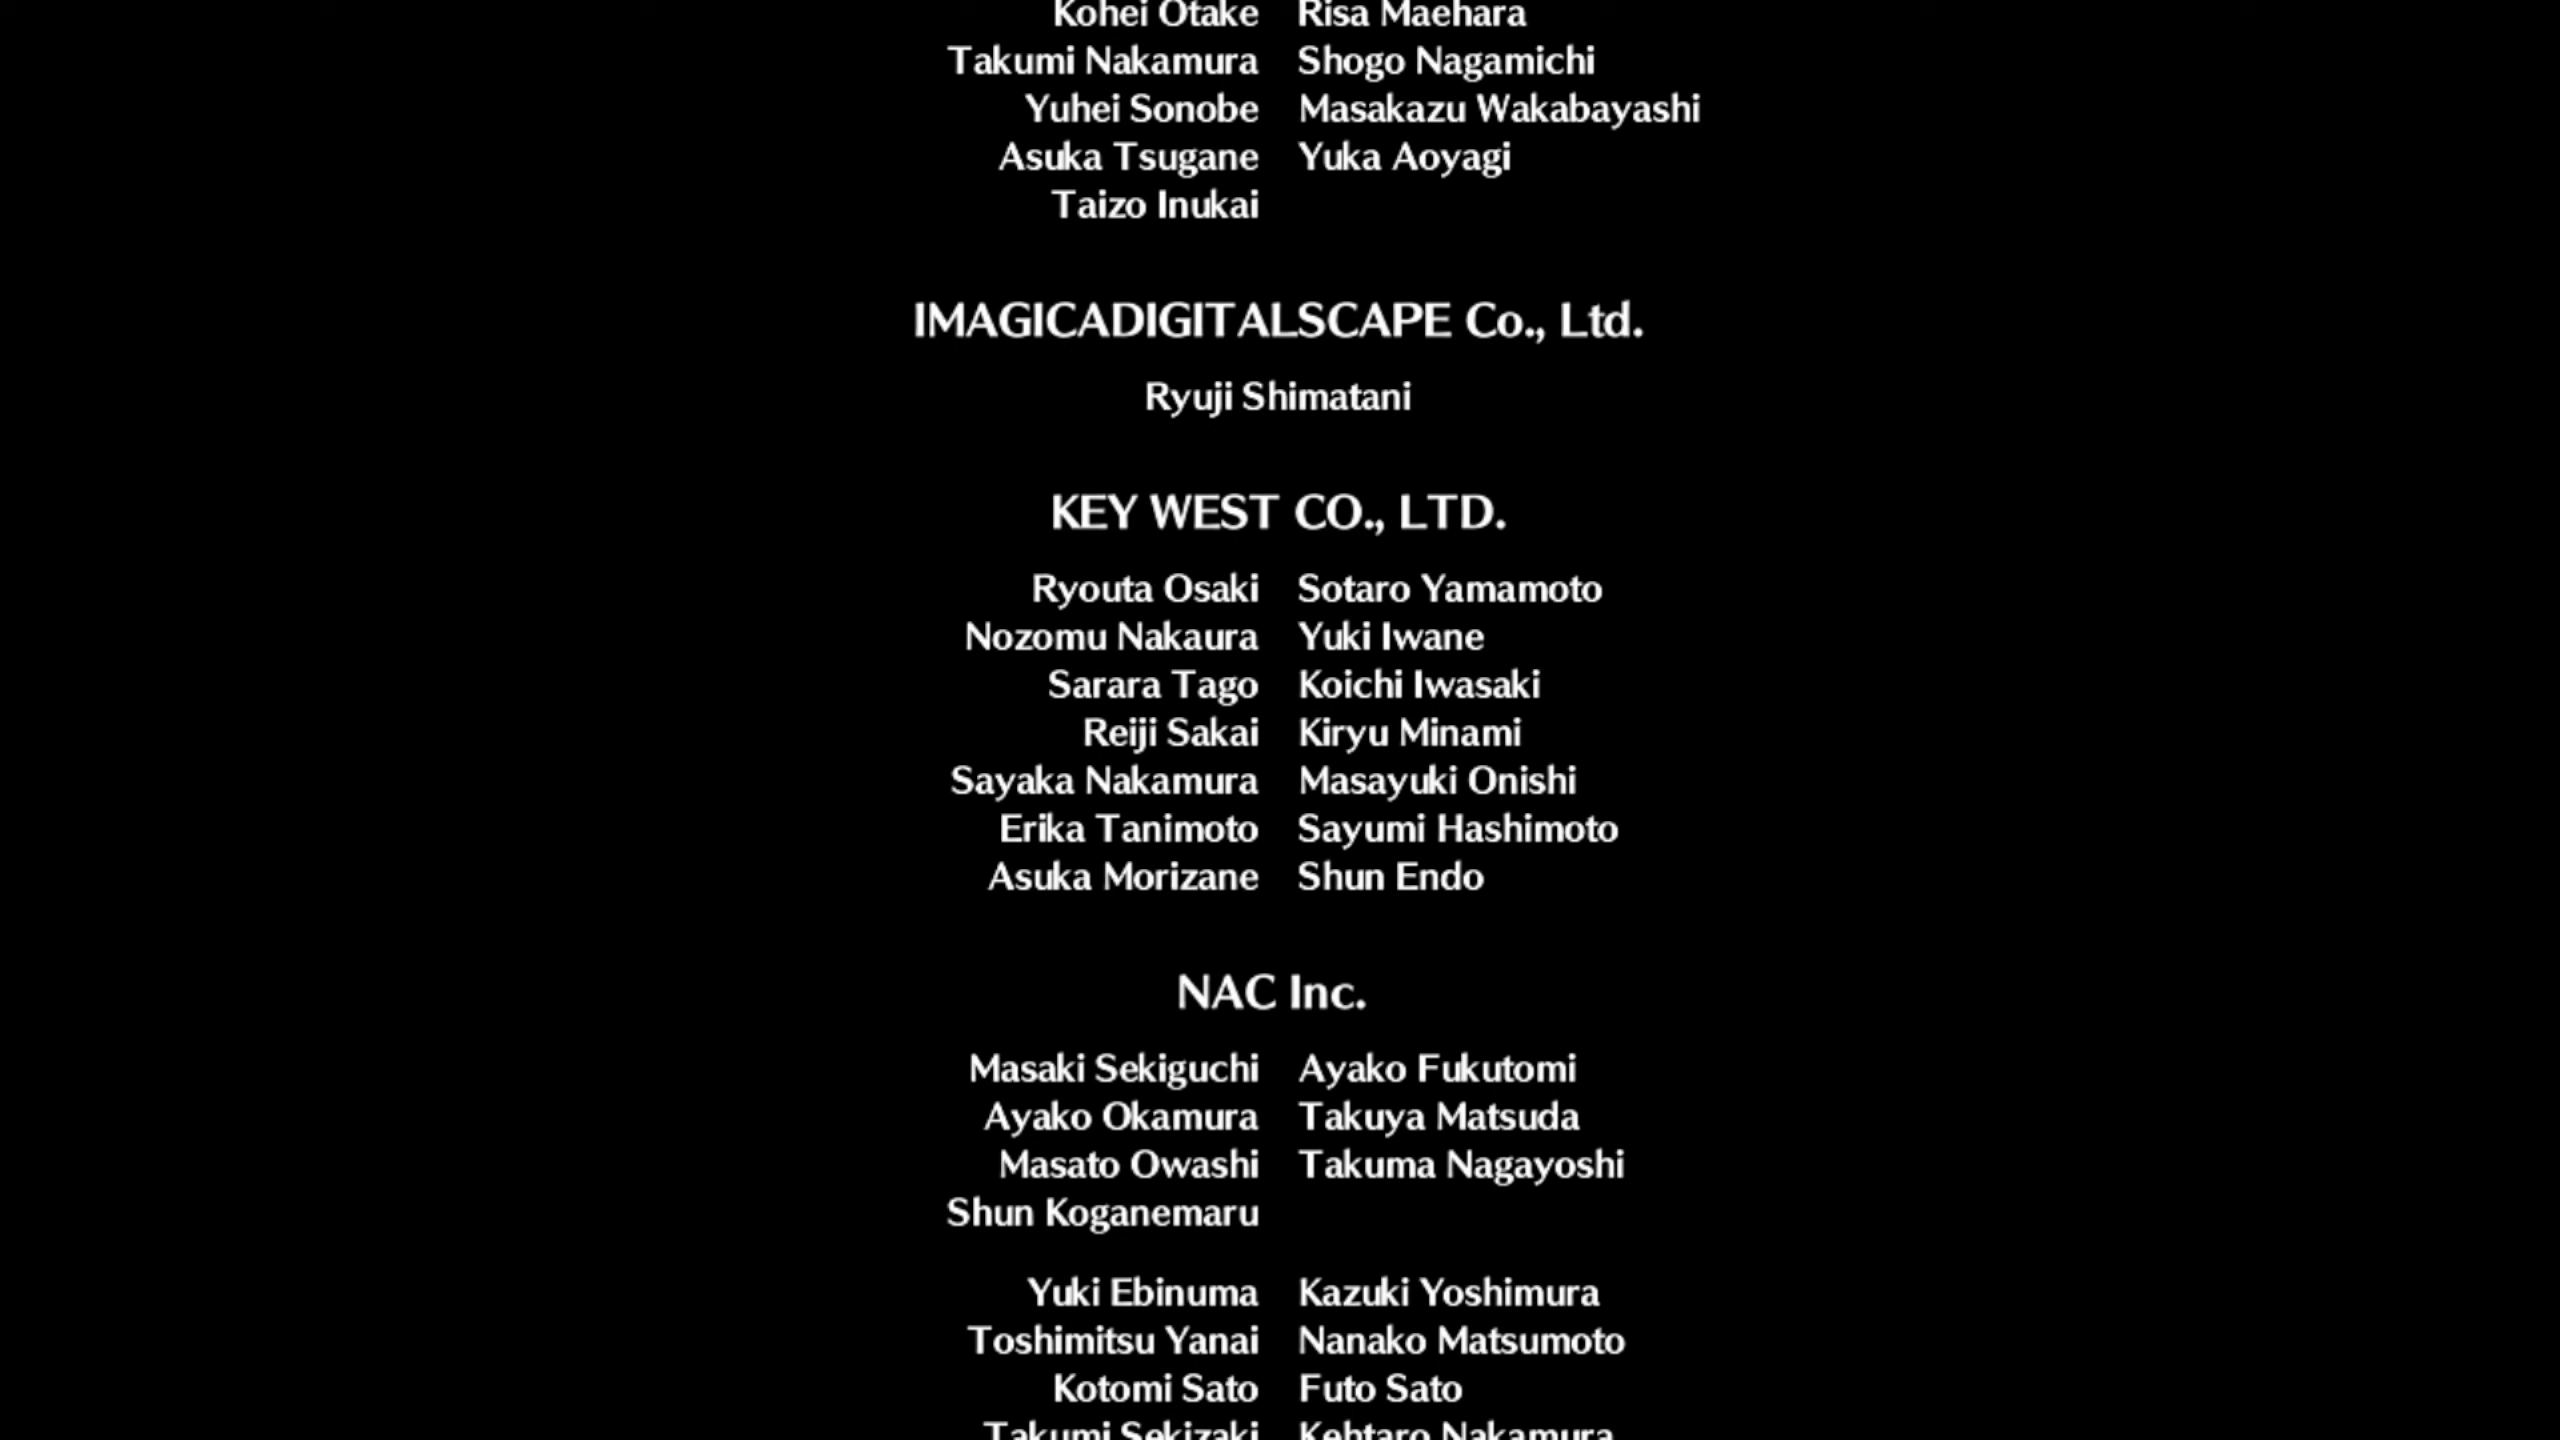 Kohei Otake Risa Maehara
Takumi Nakamura Shogo Nagamichi
Yuhei Sonobe Masakazu Wakabayashi
Asuka Tsugane Yuka Aoyagi
Taizo Inukai
IMAGICADIGITALSCAPE Co., Ltd.
Ryuji Shimatani
KEY WEST CO., LTD.
Ryouta Osaki Sotaro Yamamoto
Nozomu Nakaura Yuki Iwane
Sarara Tago Koichi Iwasaki
Reiji Sakai Kiryu Minami
Sayaka Nakamura Masayuki Onishi
Erika Tanimoto Sayumi Hashimoto
Asuka Morizane Shun Endo
NAC Inc.
Masaki Sekiguchi Ayako Fukutomi
Ayako Okamura Takuya Matsuda
Masato Owashi Takuma Nagayoshi
Shun Koganemaru
Yuki Ebinuma Kazuki Yoshimura
Toshimitsu Yanai Nanako Matsumoto
Kotomi Sato Futo Sato
Takumi Sekizaki Nakamura